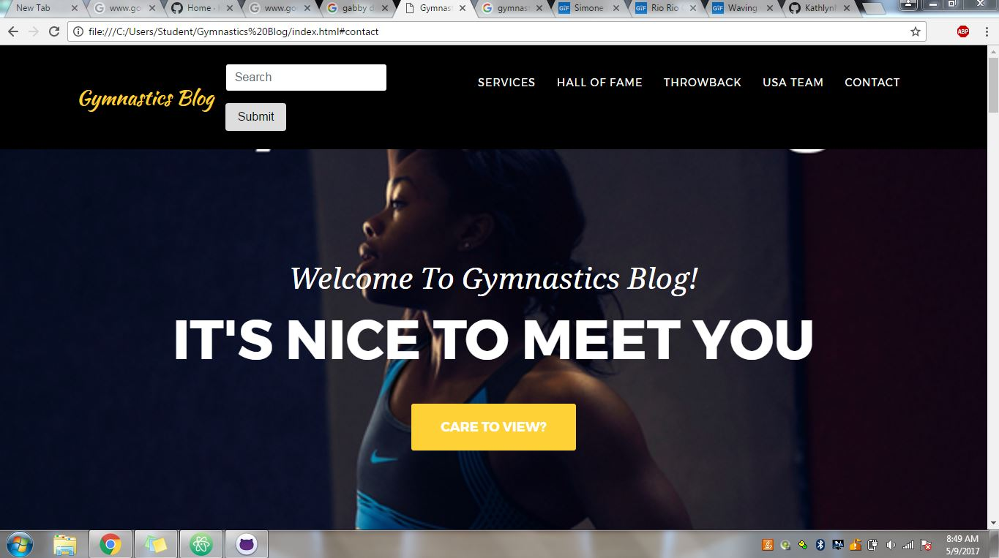 New Tab
www.go
Home ·
www.go
gabby d
Gymnast
gymnast
Simone
Rio Rio
Waving
Kathlyn
file:///C:/Users/Student/Gymnastics%20Blog/index.html#contact
ABP
Gymnastics Blog
Search
Submit
SERVICES
HALL OF FAME
THROWBACK
USA TEAM
CONTACT
Welcome To Gymnastics Blog!
IT'S NICE TO MEET YOU
CARE TO VIEW?
8:49 AM
5/9/2017